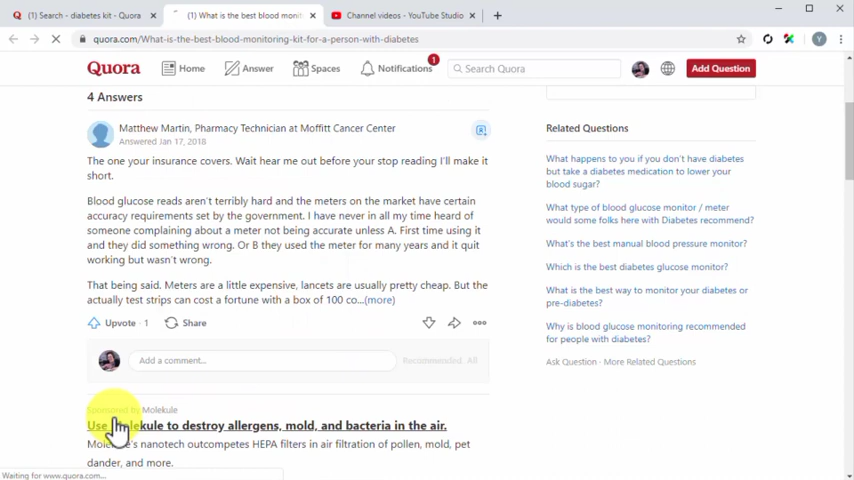 (1) Search - diabetes kit - Quora
(1) What is the best blood monit
Channel videos - YouTube Studio
quora.com/What-is-the-best-blood-monitoring-kit-for-a-person-with-diabetes
Y
Quora
Home
Answer
Spaces
Notifications
1
Search Quora
Add Question
4 Answers
Matthew Martin, Pharmacy Technician at Moffitt Cancer Center
Answered Jan 17, 2018
The one your insurance covers. Wait hear me out before your stop reading I'll make it
short.
Blood glucose reads aren't terribly hard and the meters on the market have certain
accuracy requirements set by the government. I have never in all my time heard of
someone complaining about a meter not being accurate unless A. First time using it
and they did something wrong. Or B they used the meter for many years and it quit
working but wasn't wrong.
That being said. Meters are a little expensive, lancets are usually pretty cheap. But the
actually test strips can cost a fortune with a box of 100 co...(more)
Upvote · 1
Share
Add a comment...
Recommended All
Sponsored by Molekule
Use Molekule to destroy allergens, mold, and bacteria in the air.
Molekule's nanotech outcompetes HEPA filters in air filtration of pollen, mold, pet
dander, and more.
Related Questions
What happens to you if you don't have diabetes
but take a diabetes medication to lower your
blood sugar?
What type of blood glucose monitor / meter
would some folks here with Diabetes recommend?
What's the best manual blood pressure monitor?
Which is the best diabetes glucose monitor?
What is the best way to monitor your diabetes or
pre-diabetes?
Why is blood glucose monitoring recommended
for people with diabetes?
Ask Question · More Related Questions
Waiting for www.quora.com...